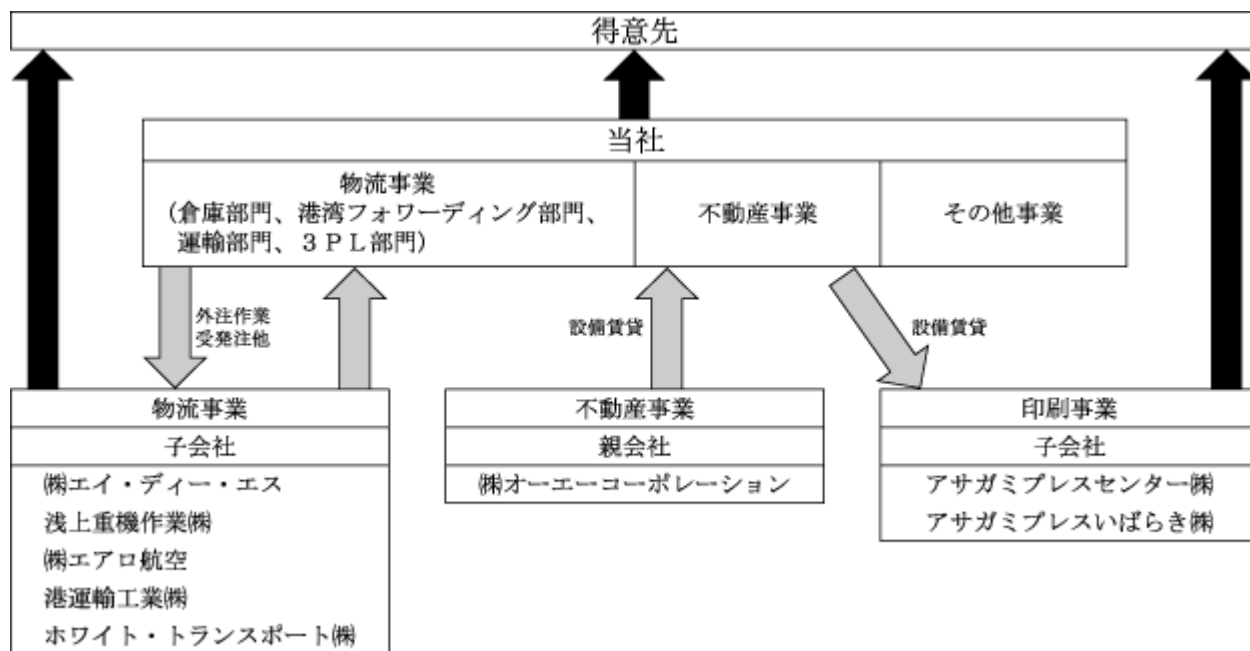 得意先
当社
物流事業
(倉庫部門、港湾フォワーディング部門、
運輸部門、3PL部門)
不動産事業
その他事業
外注作業
受発注他
設備賃貸
設備賃貸
物流事業
子会社
㈱エイ・ディー・エス
浅上重機作業㈱
㈱エアロ航空
港運輸工業㈱
ホワイト・トランスポート㈱
不動産事業
親会社
㈱オーエーコーポレーション
印刷事業
子会社
アサガミプレスセンター㈱
アサガミプレスいばらき㈱